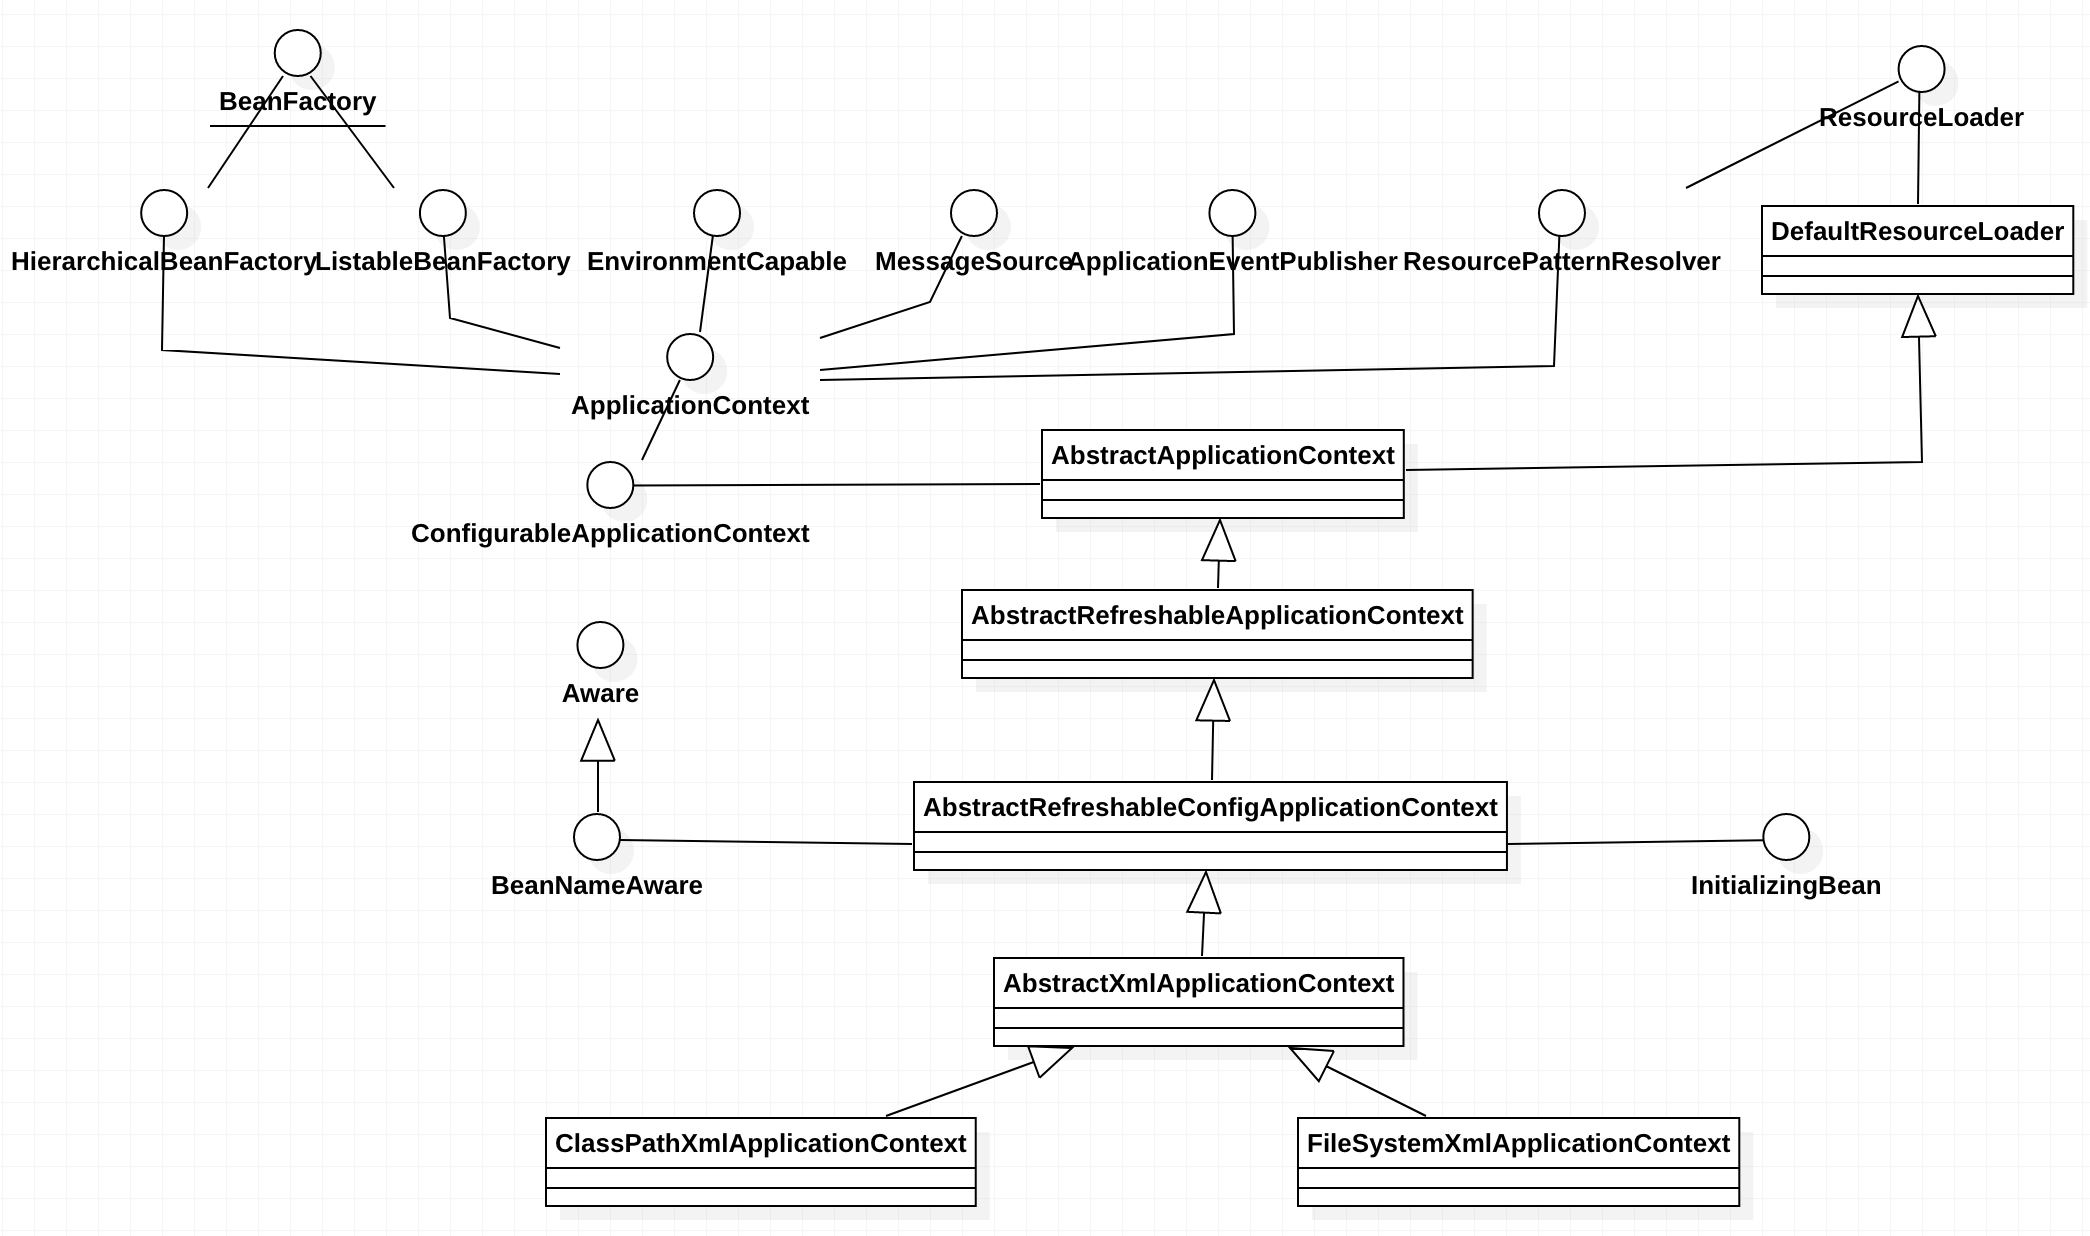 BeanFactory
ResourceLoader
HierarchicalBeanFactory
ListableBeanFactory
EnvironmentCapable
MessageSource
ApplicationEventPublisher
ResourcePatternResolver
DefaultResourceLoader
ApplicationContext
AbstractApplicationContext
ConfigurableApplicationContext
AbstractRefreshableApplicationContext
Aware
AbstractRefreshableConfigApplicationContext
BeanNameAware
InitializingBean
AbstractXmlApplicationContext
ClassPathXmlApplicationContext
FileSystemXmlApplicationContext